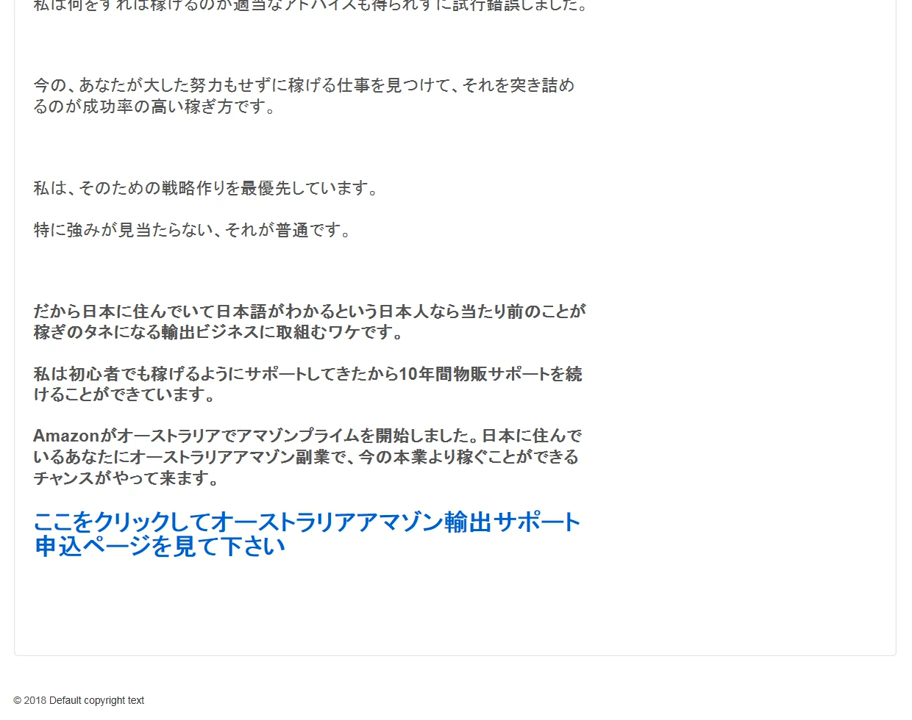 私は何をすれば稼げるのか適当なアドバイスも得られずに試行錯誤しました。
今の、あなたが大した努力もせずに稼げる仕事を見つけて、それを突き詰め
るのが成功率の高い稼ぎ方です。
私は、そのための戦略作りを最優先しています。
特に強みが見当たらない、それが普通です。
だから日本に住んでいて日本語がわかるという日本人なら当たり前のことが
稼ぎのタネになる輸出ビジネスに取組むワケです。
私は初心者でも稼げるようにサポートしてきたから10年間物販サポートを続
けることができています。
Amazonがオーストラリアでアマゾンプライムを開始しました。日本に住んで
いるあなたにオーストラリアアマゾン副業で、今の本業より稼ぐことができる
チャンスがやって来ます。
ここをクリックしてオーストラリアアマゾン輸出サポート
申込ページを見て下さい
© 2018 Default copyright text